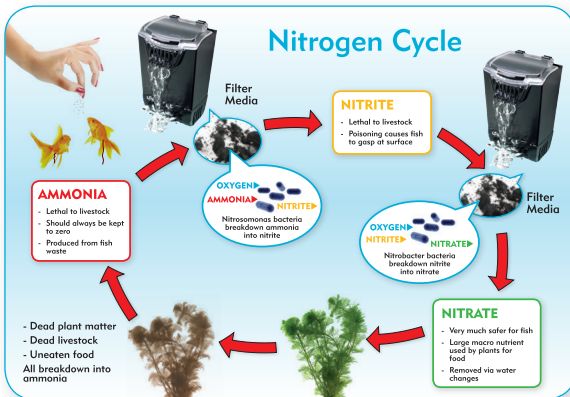 Nitrogen Cycle
Filter
Media
NITRITE
- Lethal to livestock
- Poisoning causes fish
to gasp at surface
AMMONIA
- Lethal to livestock
- Should always be kept
to zero
- Produced from fish
waste
OXYGEN
AMMONIA
NITRITE
Nitrosomonas bacteria
breakdown ammonia
into nitrite
Filter
Media
OXYGEN
NITRITE
NITRATE
Nitrobacter bacteria
breakdown nitrite
into nitrate
NITRATE
- Very much safer for fish
- Large macro nutrient
used by plants for
food
- Removed via water
changes
- Dead plant matter
- Dead livestock
- Uneaten food
All breakdown into
ammonia